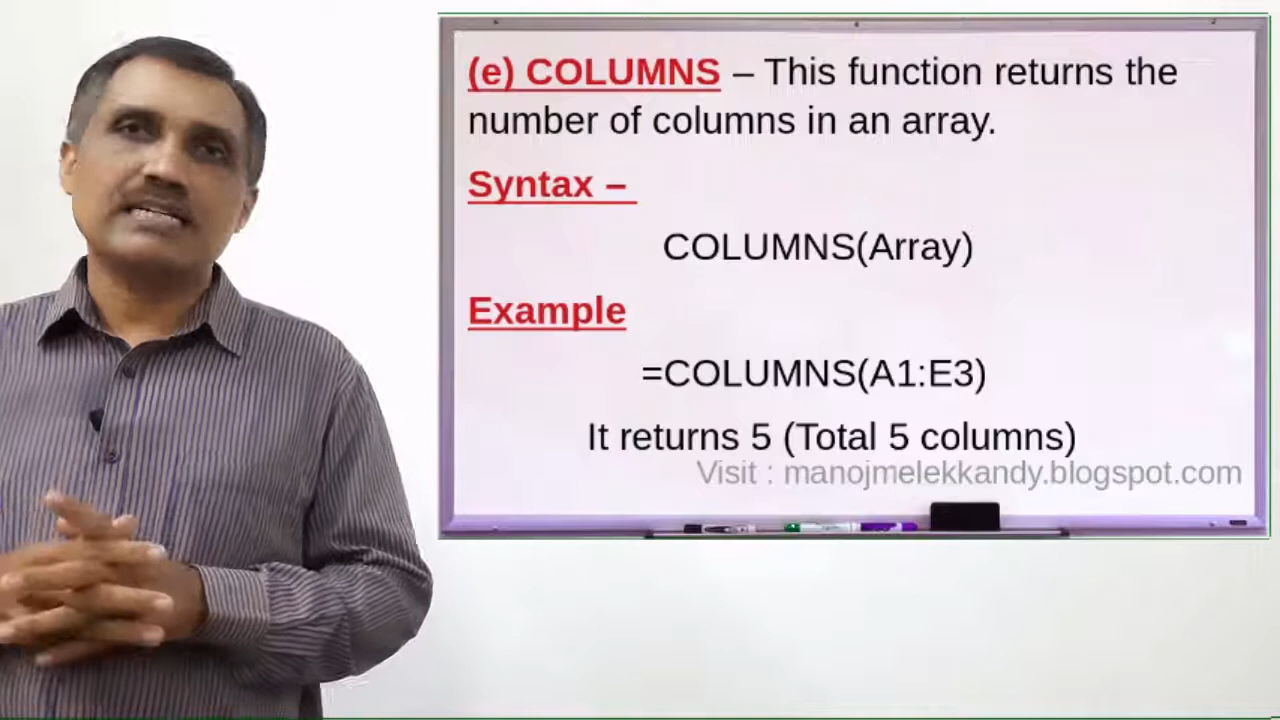 (e) COLUMNS – This function returns the
number of columns in an array.
Syntax –
COLUMNS(Array)
Example
=COLUMNS(A1:E3)
It returns 5 (Total 5 columns)
Visit : manojmelekkandy.blogspot.com